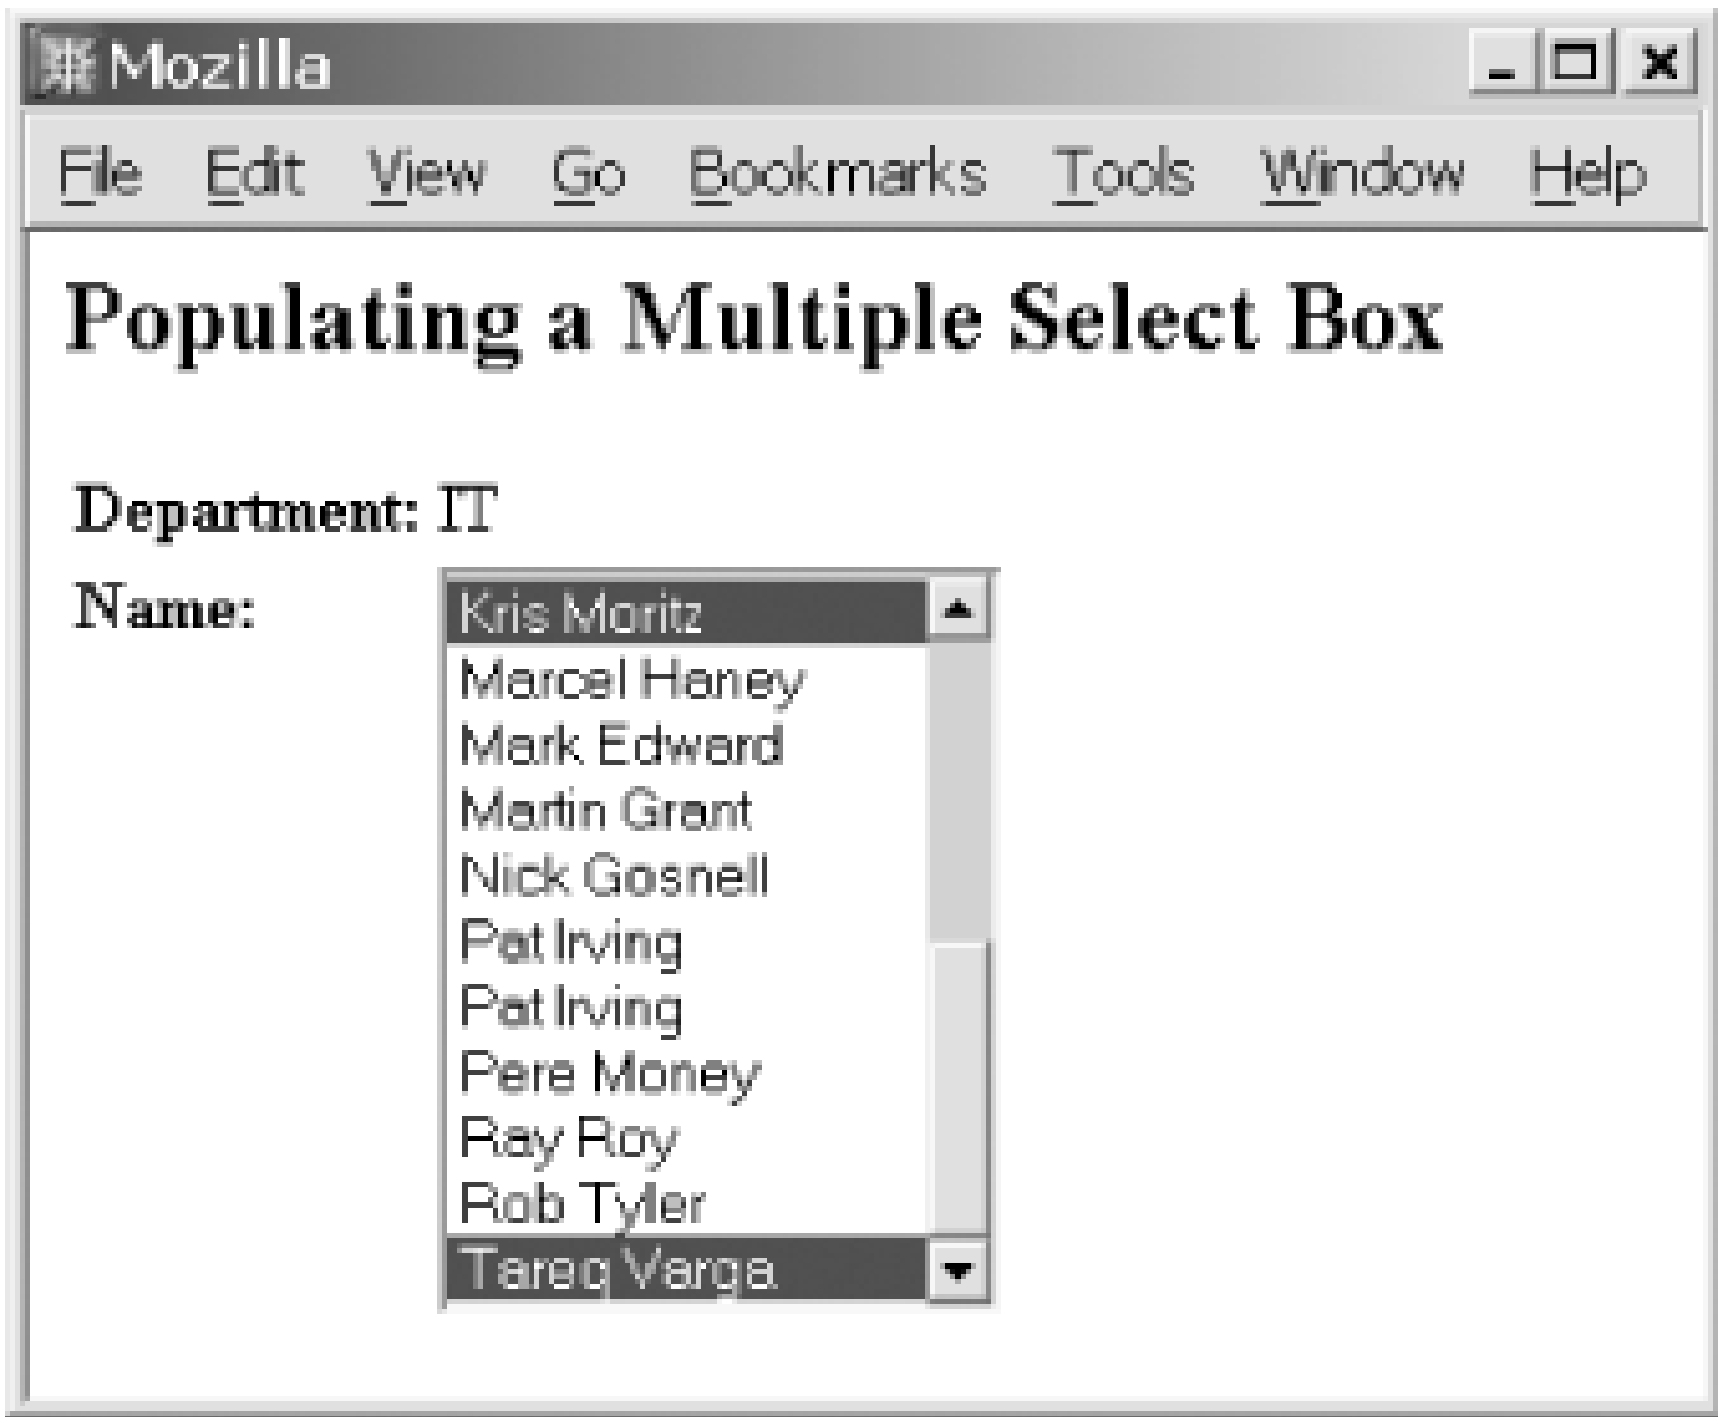 Mozilla
File Edit View Go Bookmarks Tools Window Help
Populating a Multiple Select Box
Department: IT
Name:
Kris Moritz
Marcel Haney
Mark Edward
Martin Grant
Nick Gosnell
Pat Irving
Pat Irving
Pere Money
Ray Roy
Rob Tyler
Tareq Varga